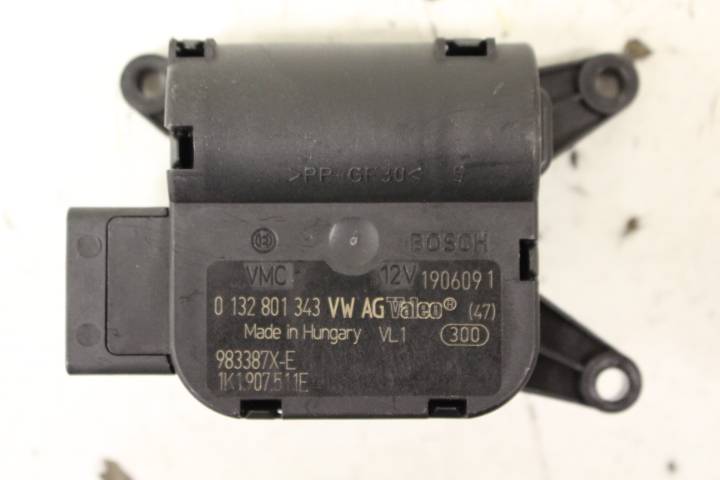 >PP-GF30< 9
BOSCH
VMC 12V 1906091
0 132 801 343 VW AG Valeo® (47)
Made in Hungary VL1 300
983387X-E
1K1.907.511E